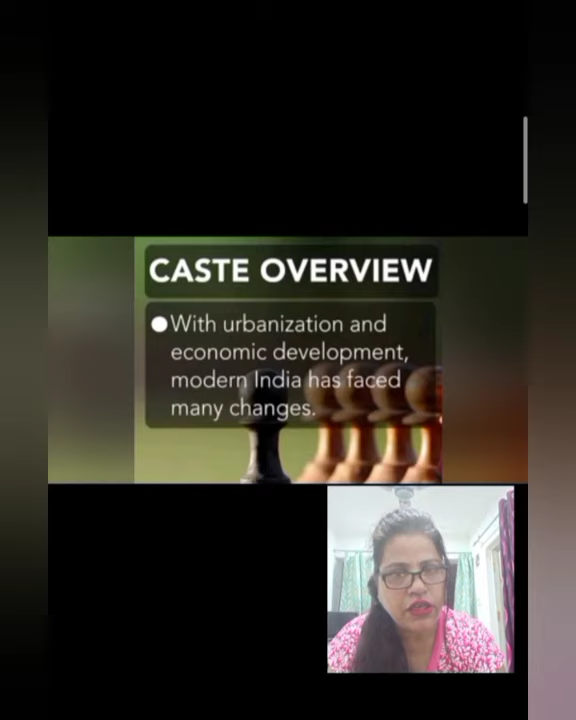 CASTE OVERVIEW
●With urbanization and
economic development,
modern India has faced
many changes.